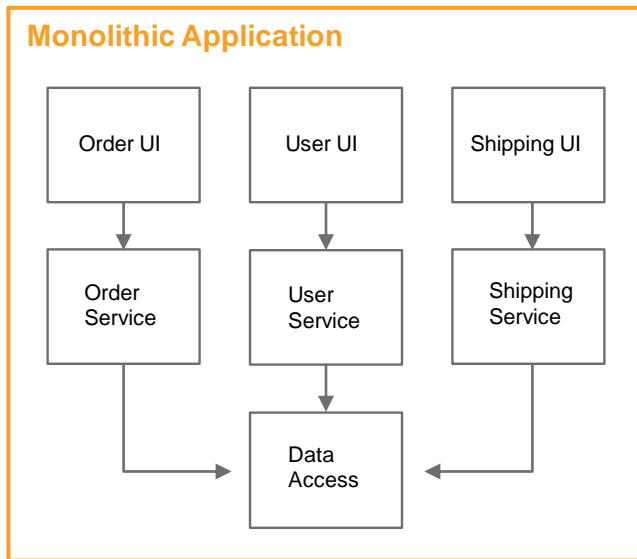 Monolithic Application
Order UI
User UI
Shipping UI
Order
Service
User
Service
Shipping
Service
Data
Access